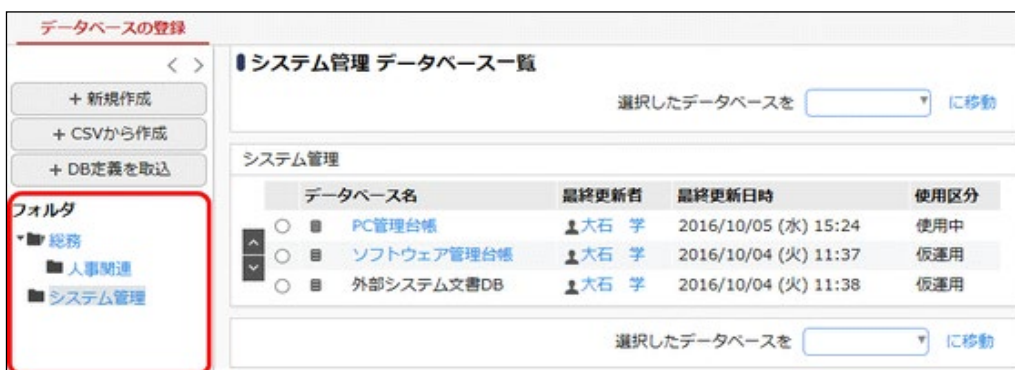 データベースの登録
< >
+ 新規作成
+ CSVから作成
+ DB定義を取込
フォルダ
総務
人事関連
システム管理
システム管理 データベース一覧
選択したデータベースを に移動
システム管理
データベース名 最終更新者 最終更新日時 使用区分
PC管理台帳 大石 学 2016/10/05 (水) 15:24 使用中
ソフトウェア管理台帳 大石 学 2016/10/04 (火) 11:37 仮運用
外部システム文書DB 大石 学 2016/10/04 (火) 11:38 仮運用
選択したデータベースを に移動